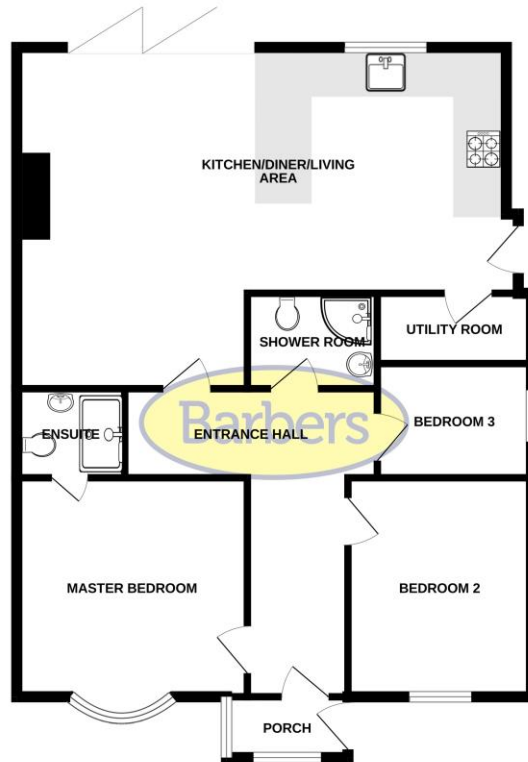 KITCHEN/DINER/LIVING
AREA
SHOWER ROOM
UTILITY ROOM
Barbers
ENSUITE
ENTRANCE HALL
BEDROOM 3
MASTER BEDROOM
BEDROOM 2
PORCH